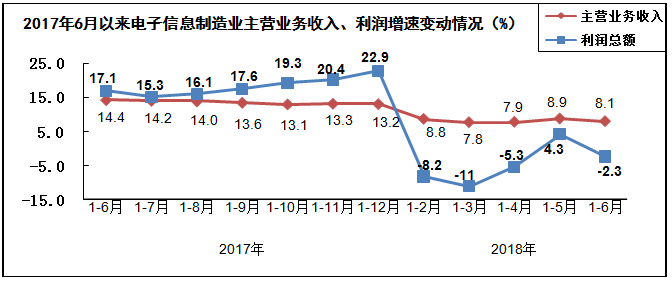 2017年6月以来电子信息制造业主营业务收入、利润增速变动情况（%）
主营业务收入
利润总额
25.0
15.0
5.0
-5.0
-15.0
17.1 15.3 16.1 17.6 19.3 20.4 22.9 -8.2 -11 -5.3 4.3 -2.3
14.4 14.2 14.0 13.6 13.1 13.3 13.2 8.8 7.8 7.9 8.9 8.1
1-6月 1-7月 1-8月 1-9月 1-10月 1-11月 1-12月 1-2月 1-3月 1-4月 1-5月 1-6月
2017年 2018年